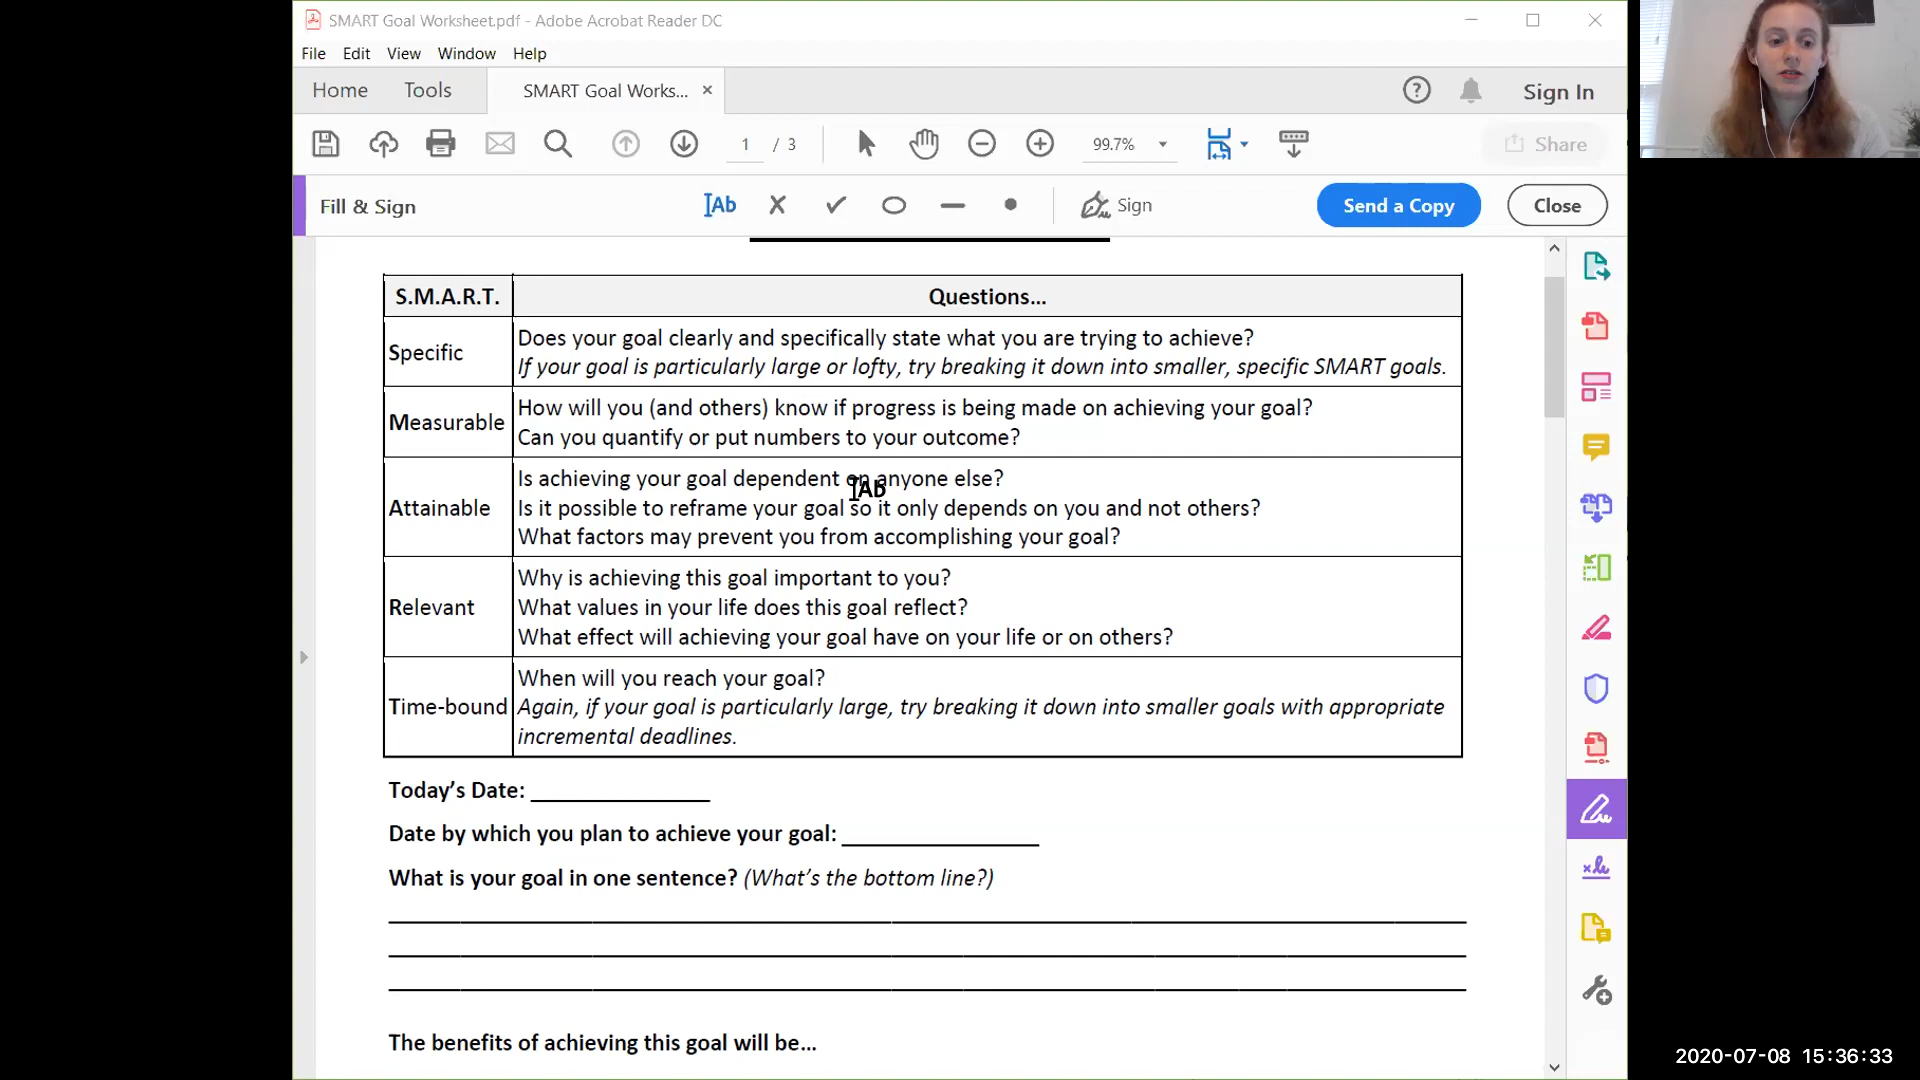 SMART Goal Worksheet.pdf - Adobe Acrobat Reader DC
File Edit View Window Help
Home Tools SMART Goal Works... × Sign In
1 / 3 99.7% Share
Fill & Sign Ab Sign Send a Copy Close
S.M.A.R.T. Questions...
Specific
Does your goal clearly and specifically state what you are trying to achieve?
If your goal is particularly large or lofty, try breaking it down into smaller, specific SMART goals.
Measurable
How will you (and others) know if progress is being made on achieving your goal?
Can you quantify or put numbers to your outcome?
Attainable
Is achieving your goal dependent on anyone else?
Ab
Is it possible to reframe your goal so it only depends on you and not others?
What factors may prevent you from accomplishing your goal?
Relevant
Why is achieving this goal important to you?
What values in your life does this goal reflect?
What effect will achieving your goal have on your life or on others?
Time-bound
When will you reach your goal?
Again, if your goal is particularly large, try breaking it down into smaller goals with appropriate
incremental deadlines.
Today's Date:
Date by which you plan to achieve your goal:
What is your goal in one sentence? (What's the bottom line?)
The benefits of achieving this goal will be...
2020-07-08 15:36:33